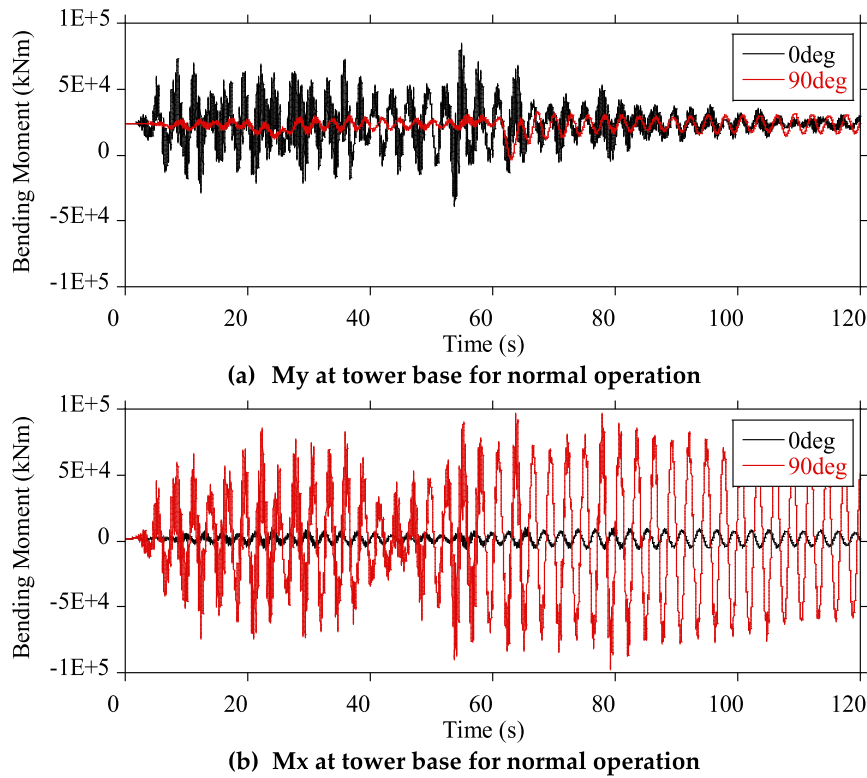 1E+5
5E+4
0
-5E+4
-1E+5
Bending Moment (kNm)
0deg
90deg
0 20 40 60 80 100 120
Time (s)
(a) My at tower base for normal operation
1E+5
5E+4
0
-5E+4
-1E+5
Bending Moment (kNm)
0deg
90deg
0 20 40 60 80 100 120
Time (s)
(b) Mx at tower base for normal operation